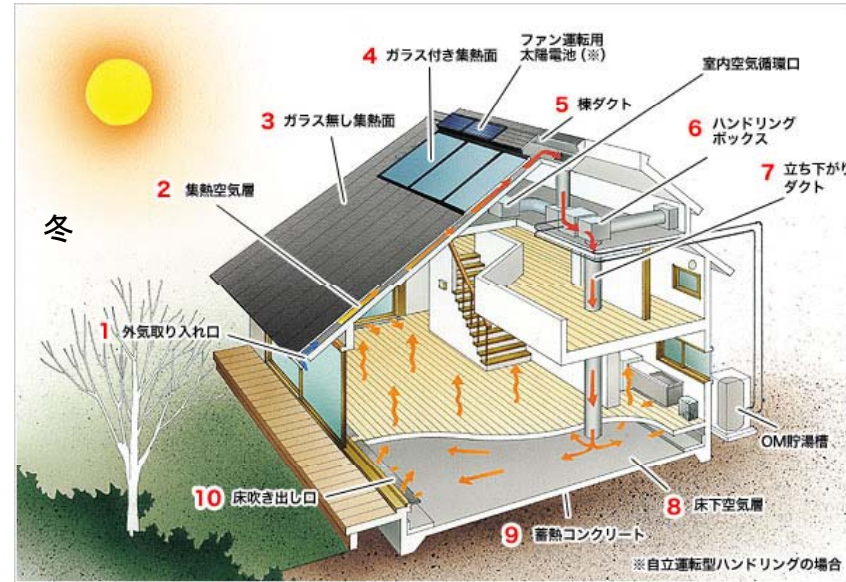 ファン運転用
太陽電池（※）
4 ガラス付き集熱面
室内空気循環口
5 棟ダクト
3 ガラス無し集熱面
6 ハンドリング
ボックス
7 立ち下がり
ダクト
2 集熱空気層
冬
1 外気取り入れ口
OM貯湯槽
10 床吹き出し口
8 床下空気層
9 蓄熱コンクリート
※自立運転型ハンドリングの場合